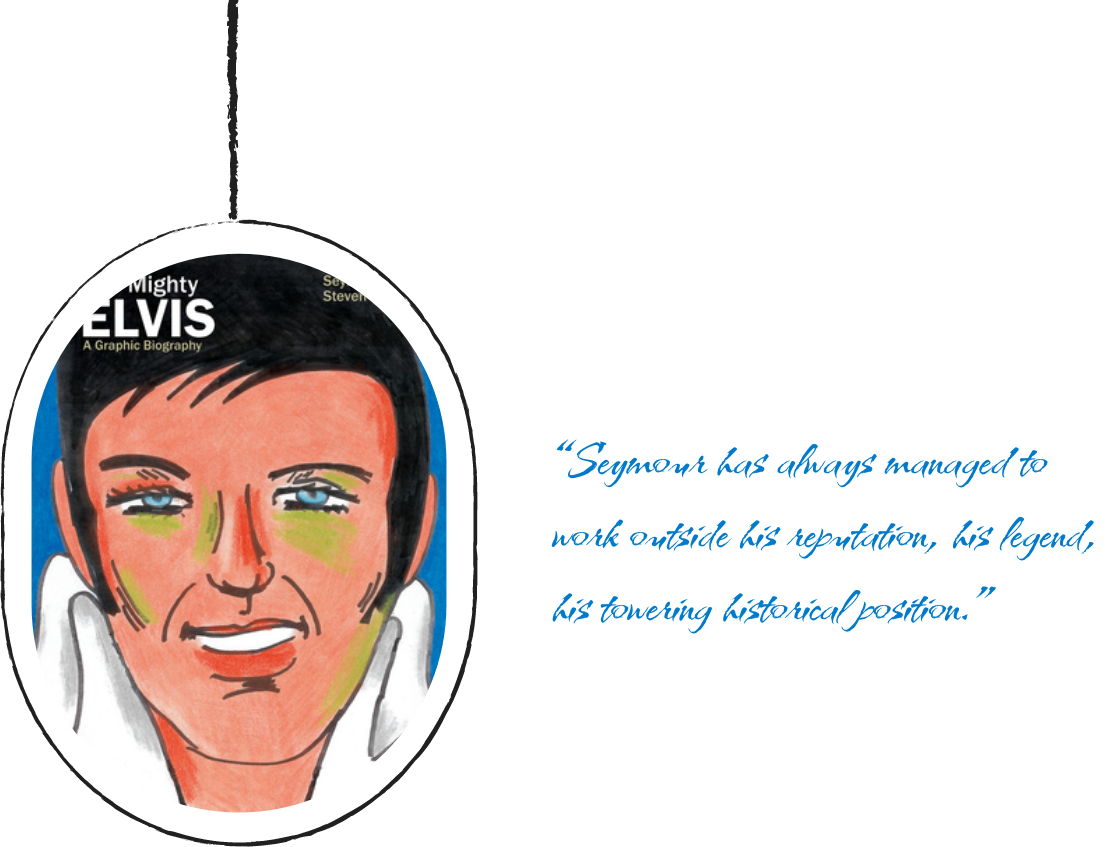 Mighty
ELVIS
A Graphic Biography
Steven
“Seymour has always managed to
work outside his reputation, his legend,
his towering historical position.”